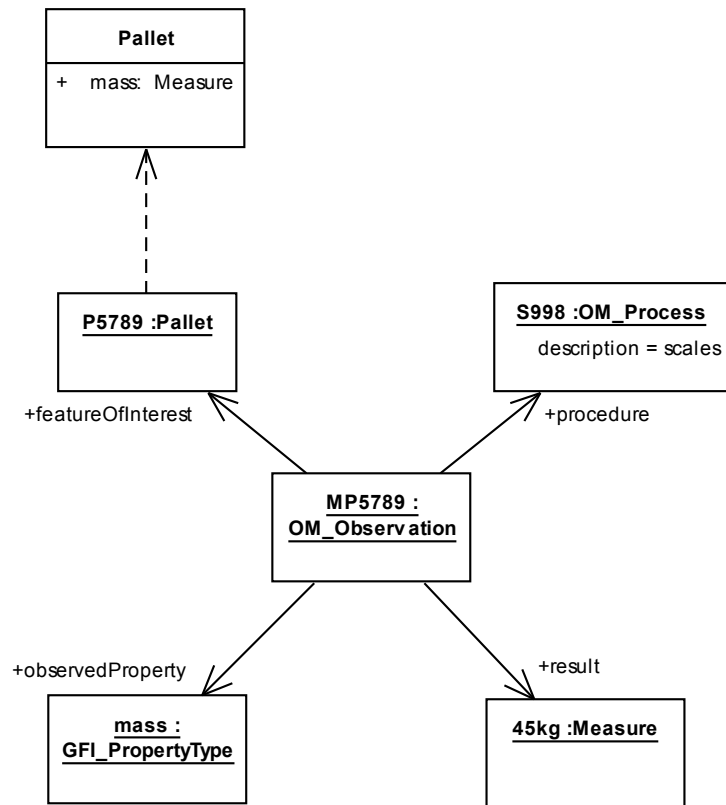 Pallet
+ mass: Measure
P5789 :Pallet
S998 :OM_Process
description = scales
+featureOfInterest
+procedure
MP5789 :
OM_Observation
+observedProperty
+result
mass :
GFI_PropertyType
45kg :Measure